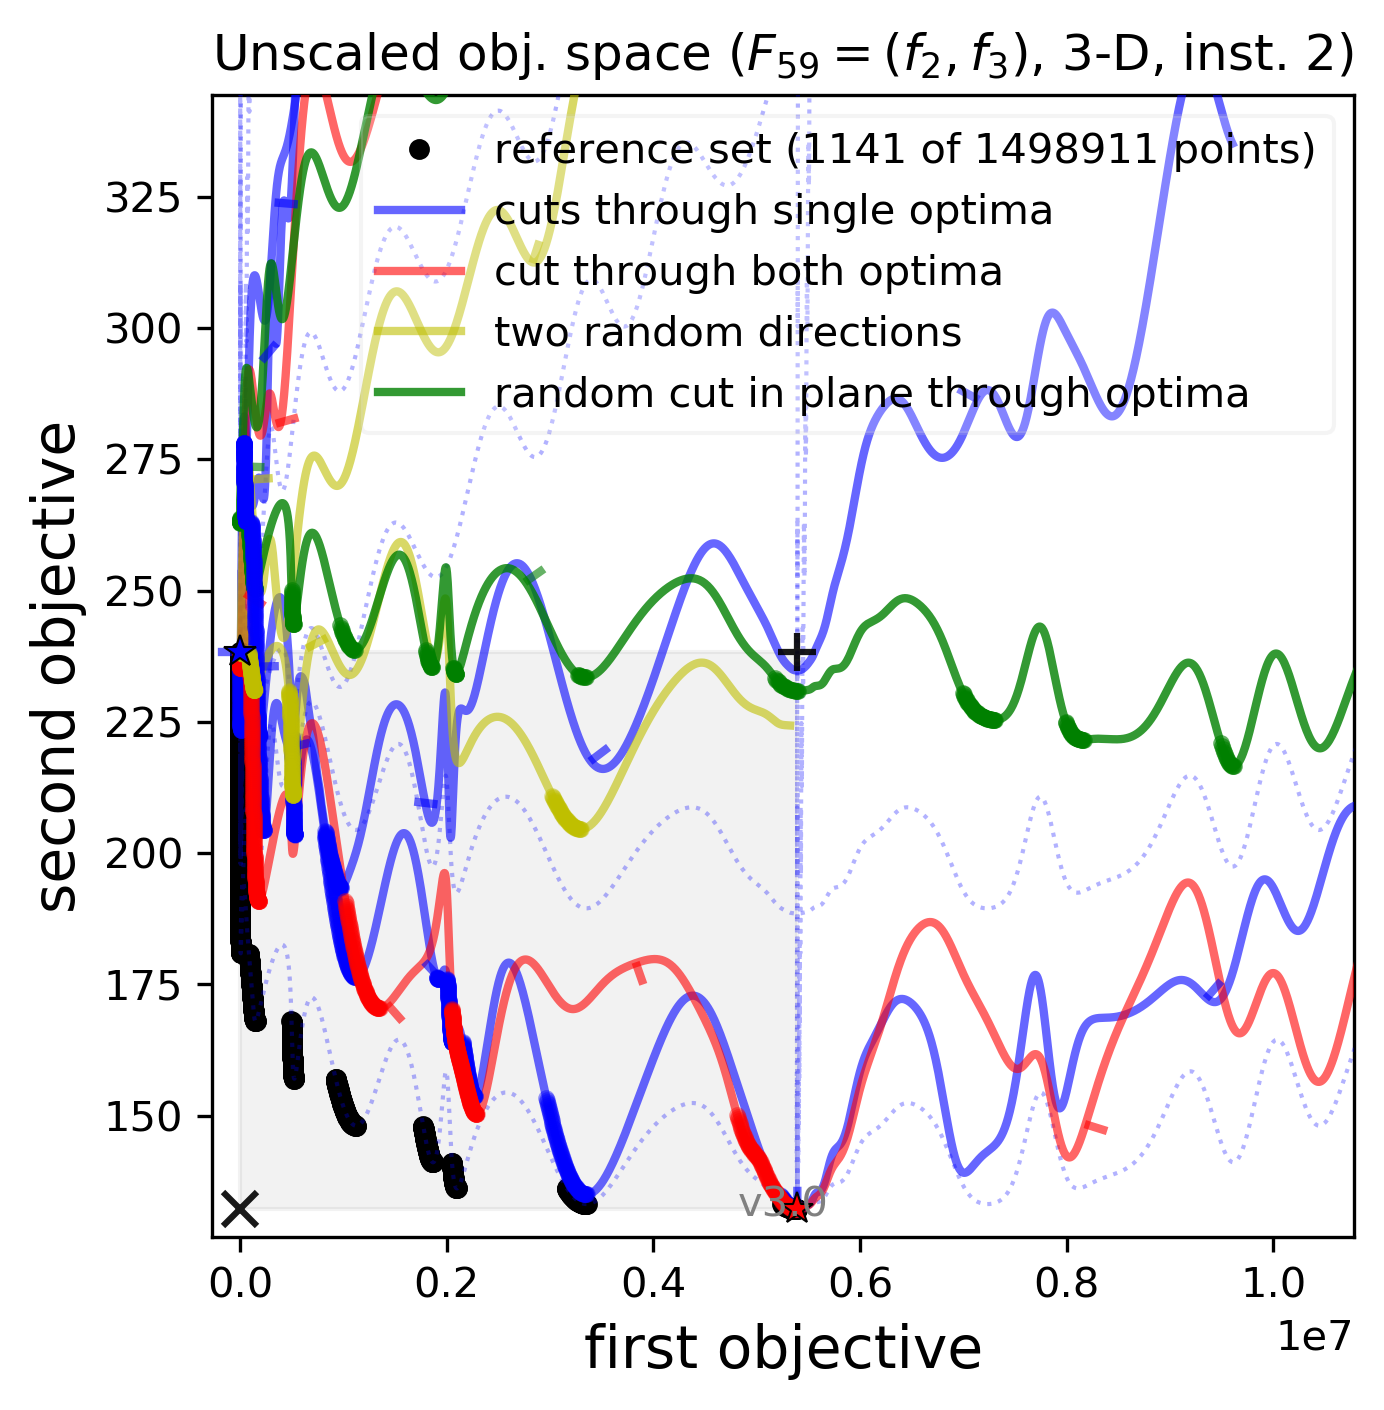 Unscaled obj. space (F59 = (f2, f3), 3-D, inst. 2)
reference set (1141 of 1498911 points)
cuts through single optima
cut through both optima
two random directions
random cut in plane through optima
second objective
325
300
275
250
225
200
175
150
v3.0
0.0 0.2 0.4 0.6 0.8 1.0
1e7
first objective